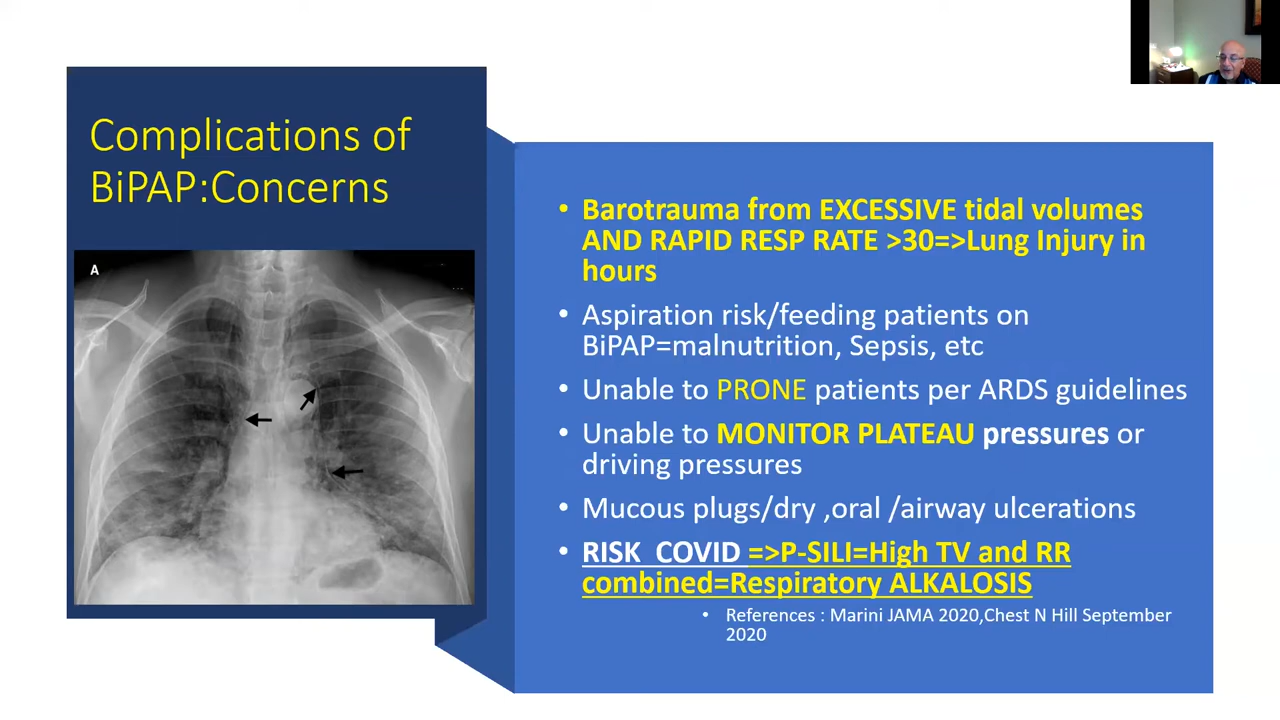 Complications of
BiPAP:Concerns
A
• Barotrauma from EXCESSIVE tidal volumes
AND RAPID RESP RATE >30=>Lung Injury in
hours
• Aspiration risk/feeding patients on
BiPAP=malnutrition, Sepsis, etc
• Unable to PRONE patients per ARDS guidelines
• Unable to MONITOR PLATEAU pressures or
driving pressures
• Mucous plugs/dry ,oral /airway ulcerations
• RISK  COVID =>P-SILI=High TV and RR
combined=Respiratory ALKALOSIS
• References : Marini JAMA 2020,Chest N Hill September
2020